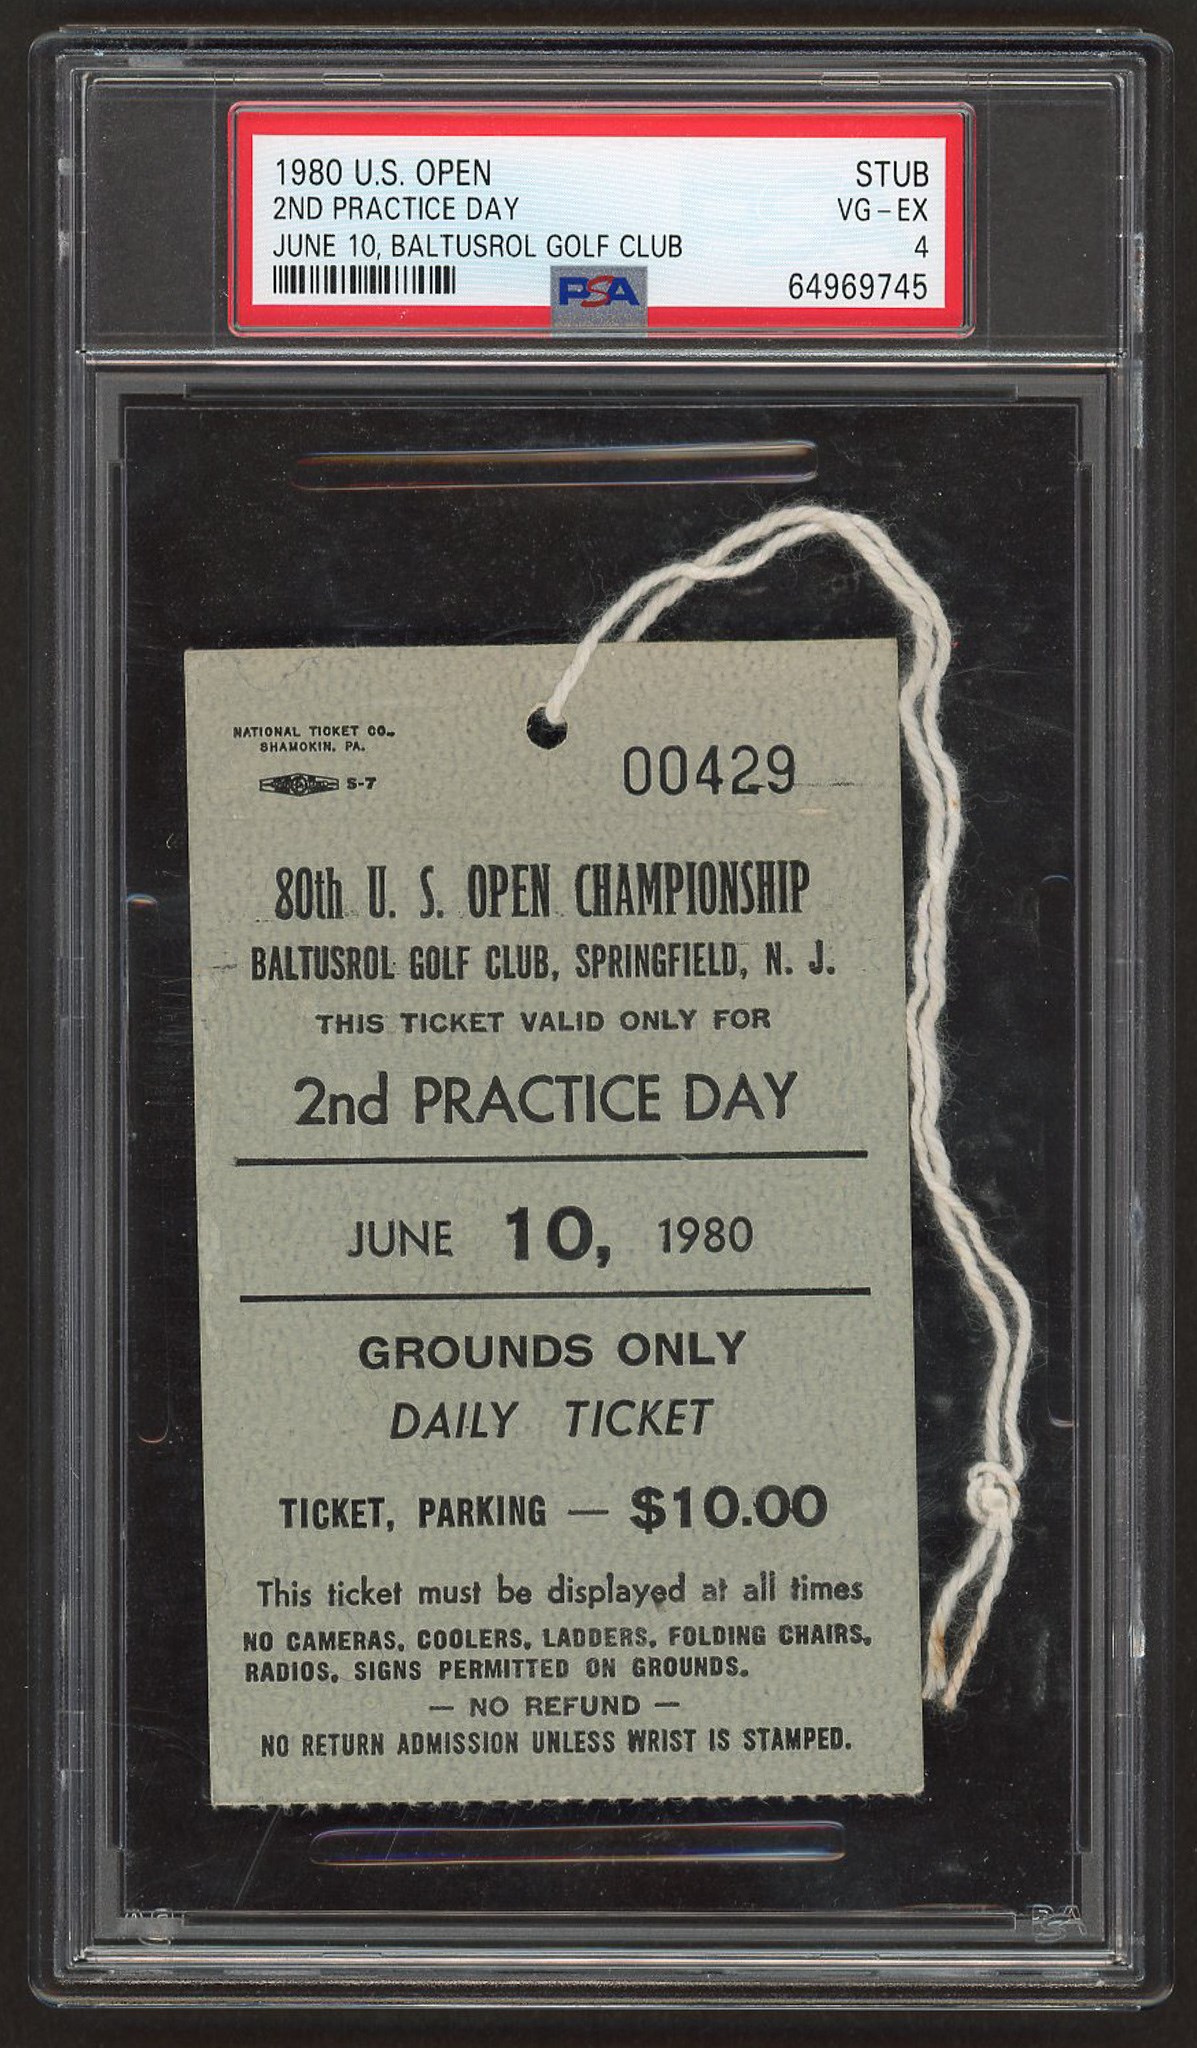 1980 U.S. OPEN STUB
2ND PRACTICE DAY VG-EX
JUNE 10, BALTUSROL GOLF CLUB 4
PSA 64969745
NATIONAL TICKET CO.
SHAMOKIN, PA.
S-7
00429
80th U. S. OPEN CHAMPIONSHIP
BALTUSROL GOLF CLUB, SPRINGFIELD, N. J.
THIS TICKET VALID ONLY FOR
2nd PRACTICE DAY
JUNE 10, 1980
GROUNDS ONLY
DAILY TICKET
TICKET, PARKING — $10.00
This ticket must be displayed at all times
NO CAMERAS, COOLERS, LADDERS, FOLDING CHAIRS,
RADIOS, SIGNS PERMITTED ON GROUNDS.
— NO REFUND —
NO RETURN ADMISSION UNLESS WRIST IS STAMPED.
PSA